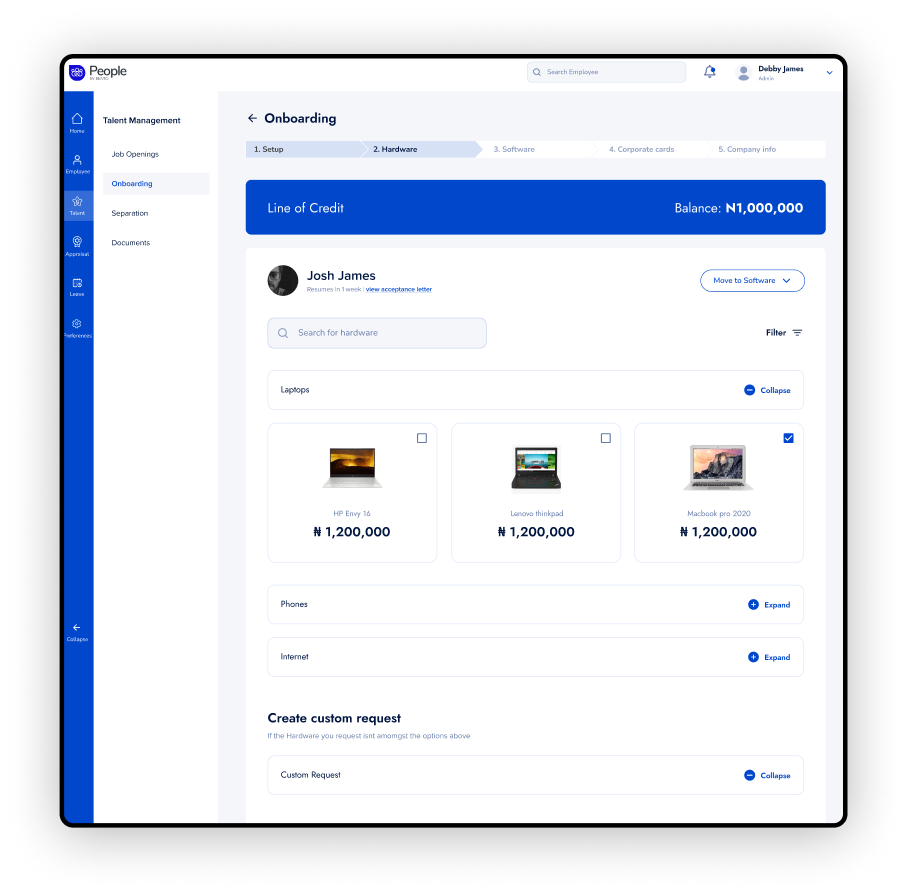 People
BY BENTO
Search Employee
Debby James
Admin
Home
Employee
Talent
Appraisal
Leave
Preferences
Collapse
Talent Management
Job Openings
Onboarding
Separation
Documents
Onboarding
1. Setup
2. Hardware
3. Software
4. Corporate cards
5. Company info
Line of Credit
Balance: N1,000,000
Josh James
Resumes in 1 week | view acceptance letter
Move to Software
Search for hardware
Filter
Laptops
Collapse
HP Envy 16
₦ 1,200,000
Lenovo thinkpad
₦ 1,200,000
Macbook pro 2020
₦ 1,200,000
Phones
Expand
Internet
Expand
Create custom request
If the Hardware you request isnt amomgst the options above
Custom Request
Collapse